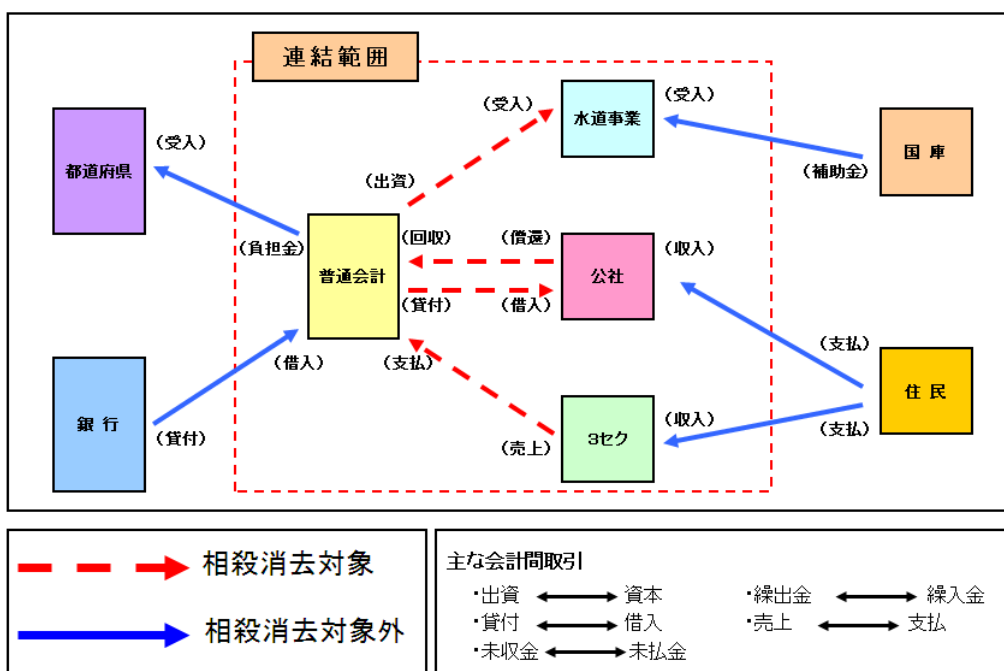 連結範囲
(受入)
水道事業
(受入)
国庫
(補助金)
都道府県
(受入)
(出資)
(負担金)
普通会計
(回収)
(償還)
(貸付)
(借入)
公社
(収入)
(支払)
銀行
(貸付)
(借入)
(支払)
(売上)
3セク
(収入)
(支払)
住民
相殺消去対象
相殺消去対象外
主な会計間取引
・出資 資本 ・繰出金 繰入金
・貸付 借入 ・売上 支払
・未収金 未払金